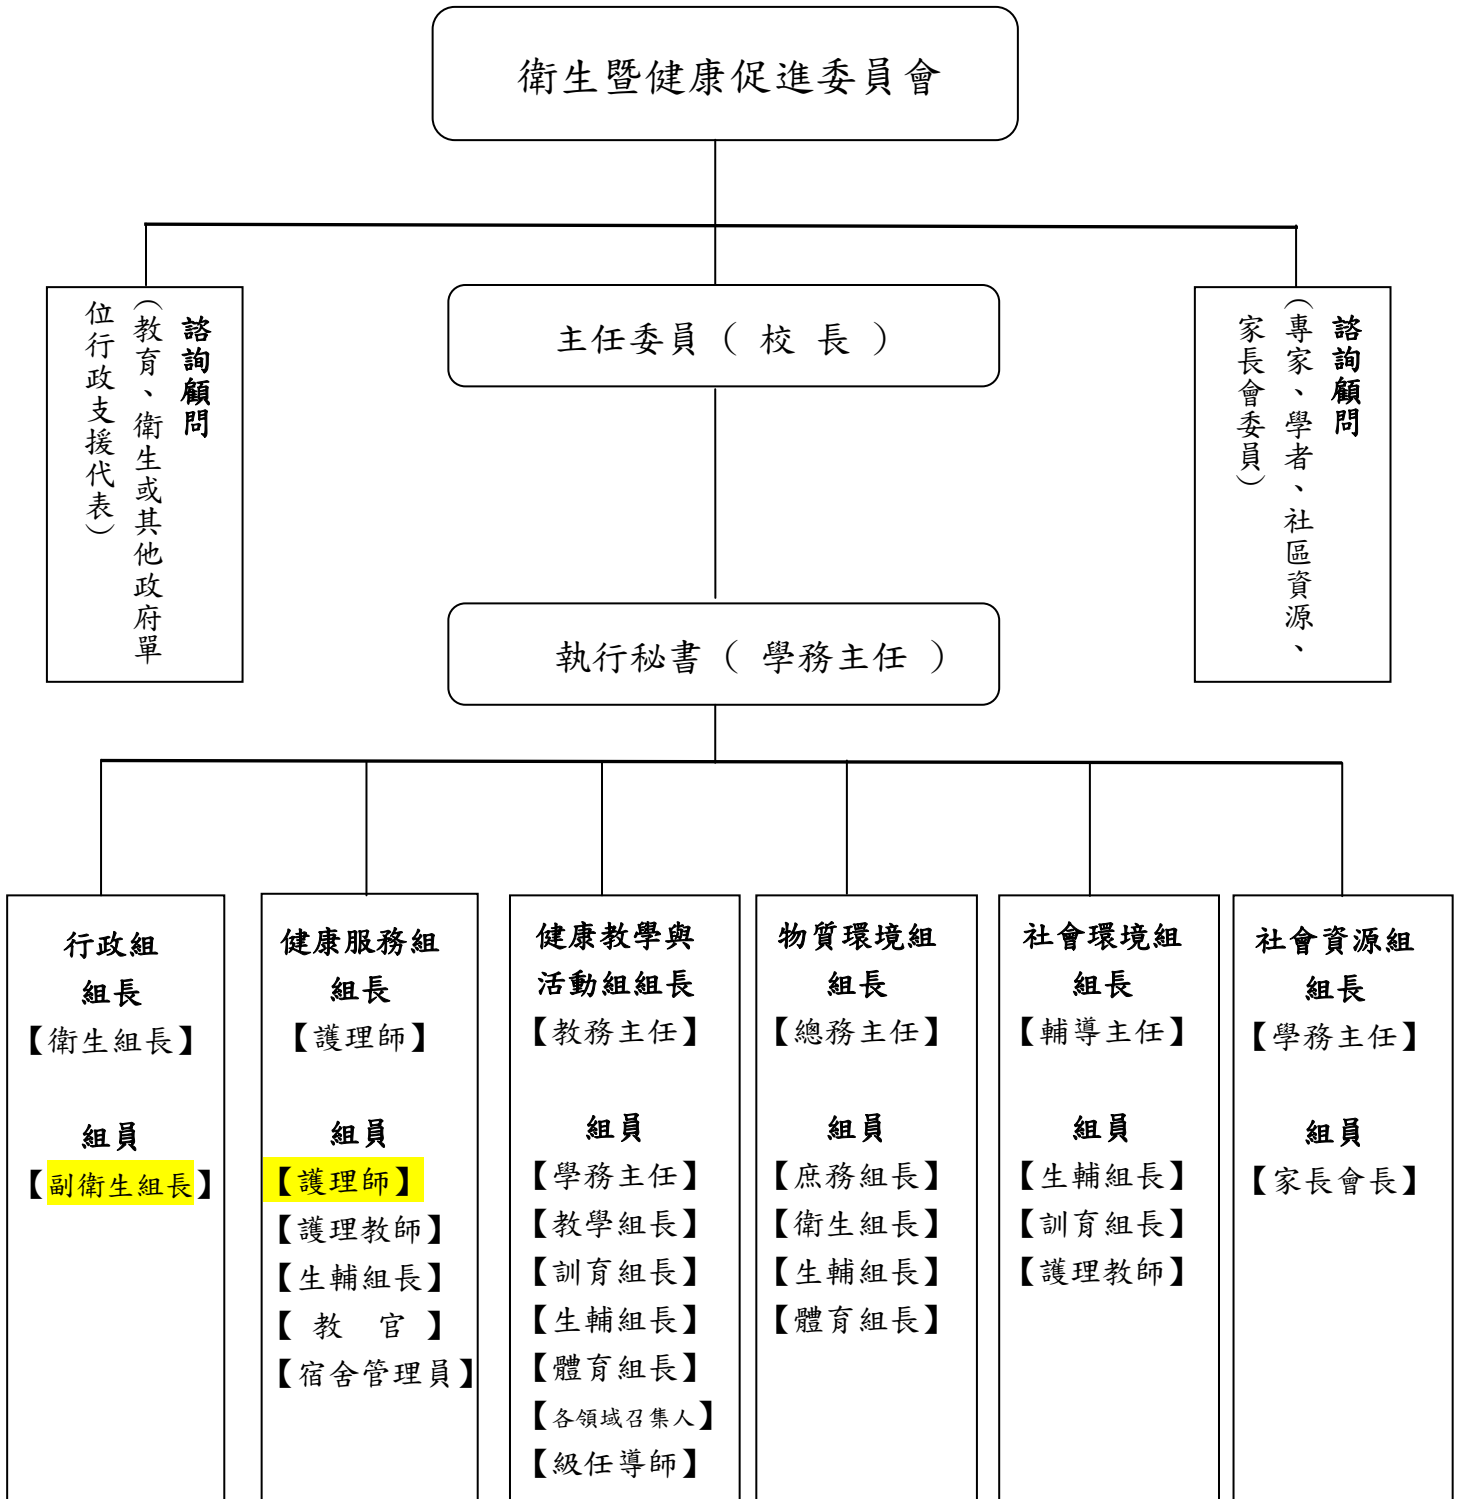 衛生暨健康促進委員會
諮詢顧問
（教育、衛生或其他政府單
位行政支援代表）
主任委員（ 校 長 ）
諮詢顧問
（專家、學者、社區資源、
家長會委員）
執行秘書（ 學務主任 ）
行政組
組長
【衛生組長】
組員
【副衛生組長】
健康服務組
組長
【護理師】
組員
【護理師】
【護理教師】
【生輔組長】
【 教 官 】
【宿舍管理員】
健康教學與
活動組組長
【教務主任】
組員
【學務主任】
【教學組長】
【訓育組長】
【生輔組長】
【體育組長】
【各領域召集人】
【級任導師】
物質環境組
組長
【總務主任】
組員
【庶務組長】
【衛生組長】
【生輔組長】
【體育組長】
社會環境組
組長
【輔導主任】
組員
【生輔組長】
【訓育組長】
【護理教師】
社會資源組
組長
【學務主任】
組員
【家長會長】